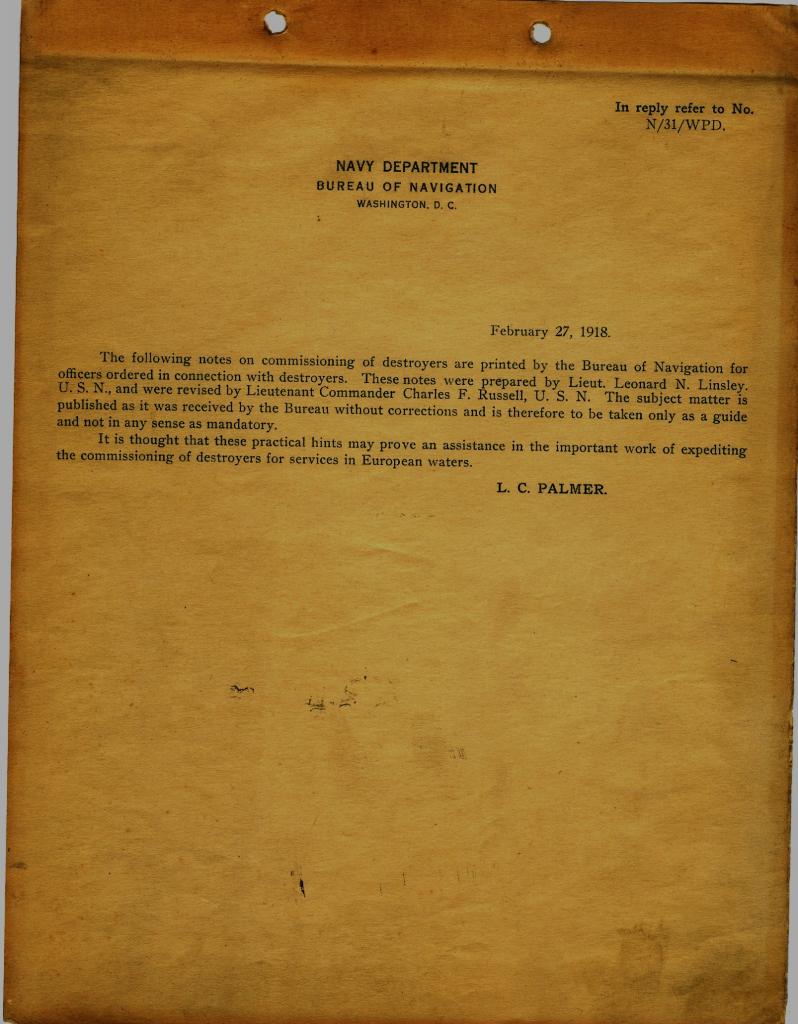 In reply refer to No.
N/31/WPD.
NAVY DEPARTMENT
BUREAU OF NAVIGATION
WASHINGTON, D. C.
February 27, 1918.
The following notes on commissioning of destroyers are printed by the Bureau of Navigation for
officers ordered in connection with destroyers. These notes were prepared by Lieut. Leonard N. Linsley.
U. S. N., and were revised by Lieutenant Commander Charles F. Russell, U. S. N. The subject matter is
published as it was received by the Bureau without corrections and is therefore to be taken only as a guide
and not in any sense as mandatory.
It is thought that these practical hints may prove an assistance in the important work of expediting
the commissioning of destroyers for services in European waters.
L. C. PALMER.